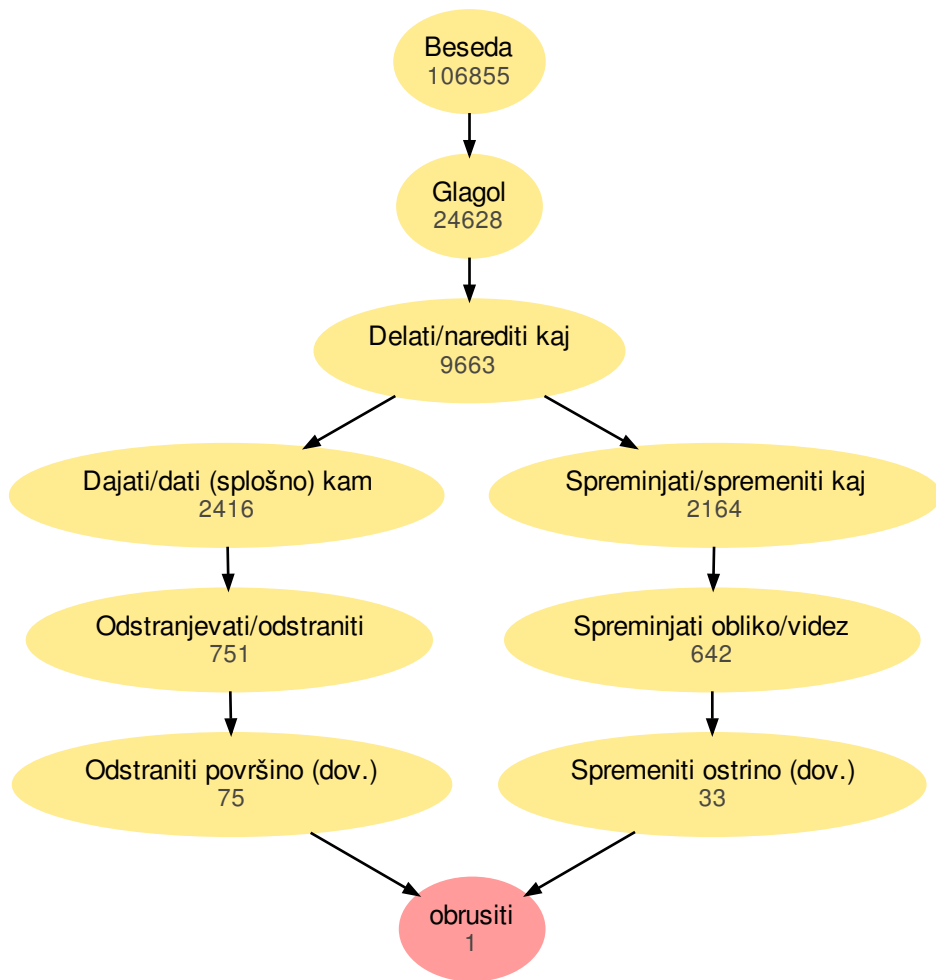 Beseda
106855
Glagol
24628
Delati/narediti kaj
9663
Dajati/dati (splošno) kam
2416
Spreminjati/spremeniti kaj
2164
Odstranjevati/odstraniti
751
Spreminjati obliko/videz
642
Odstraniti površino (dov.)
75
Spremeniti ostrino (dov.)
33
obrusiti
1